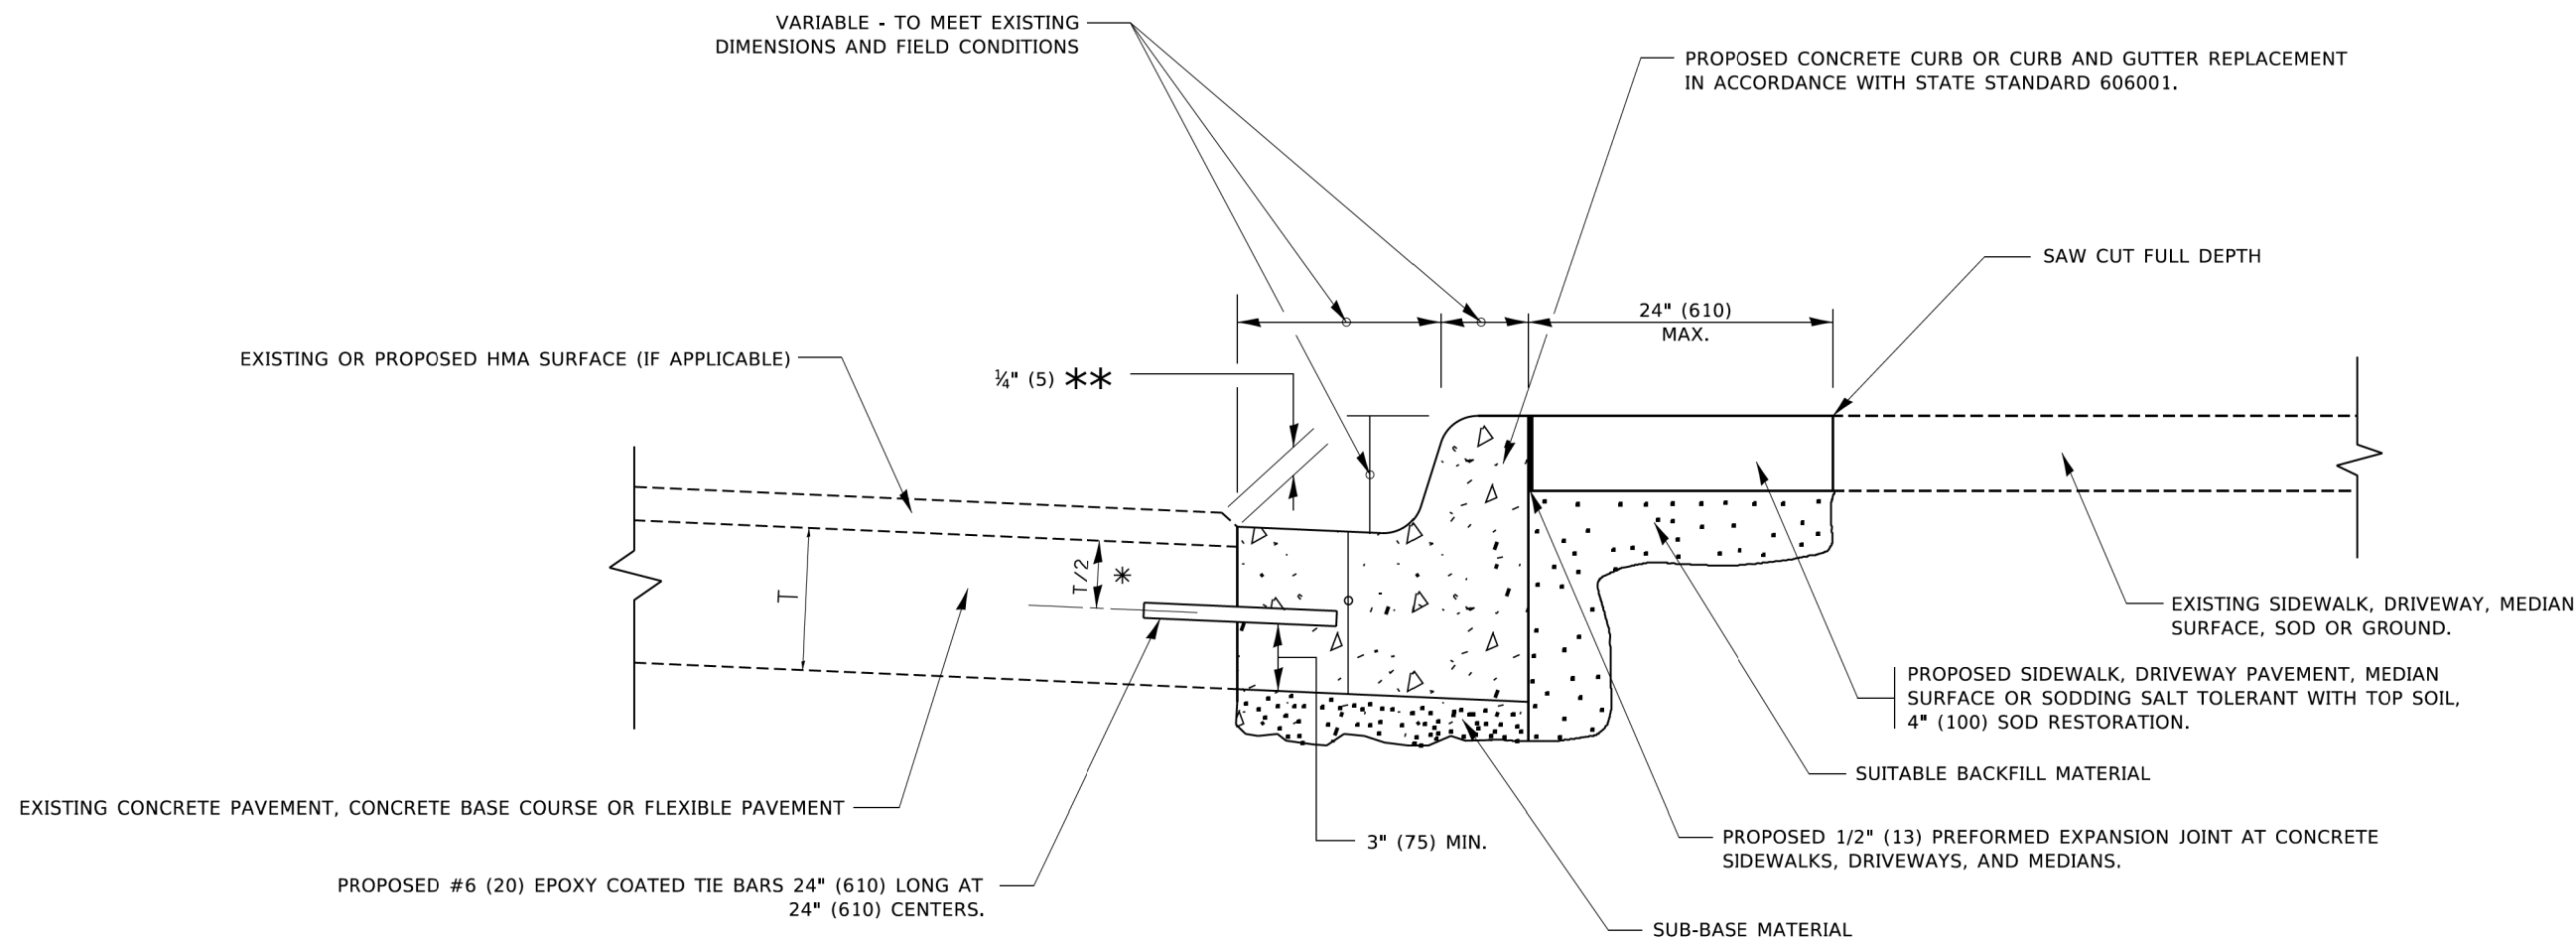 VARIABLE - TO MEET EXISTING
DIMENSIONS AND FIELD CONDITIONS
PROPOSED CONCRETE CURB OR CURB AND GUTTER REPLACEMENT
IN ACCORDANCE WITH STATE STANDARD 606001.
SAW CUT FULL DEPTH
24" (610)
MAX.
EXISTING OR PROPOSED HMA SURFACE (IF APPLICABLE)
¼" (5) **
T
T/2
*
EXISTING SIDEWALK, DRIVEWAY, MEDIAN
SURFACE, SOD OR GROUND.
PROPOSED SIDEWALK, DRIVEWAY PAVEMENT, MEDIAN
SURFACE OR SODDING SALT TOLERANT WITH TOP SOIL,
4" (100) SOD RESTORATION.
SUITABLE BACKFILL MATERIAL
EXISTING CONCRETE PAVEMENT, CONCRETE BASE COURSE OR FLEXIBLE PAVEMENT
3" (75) MIN.
PROPOSED 1/2" (13) PREFORMED EXPANSION JOINT AT CONCRETE
SIDEWALKS, DRIVEWAYS, AND MEDIANS.
PROPOSED #6 (20) EPOXY COATED TIE BARS 24" (610) LONG AT
24" (610) CENTERS.
SUB-BASE MATERIAL